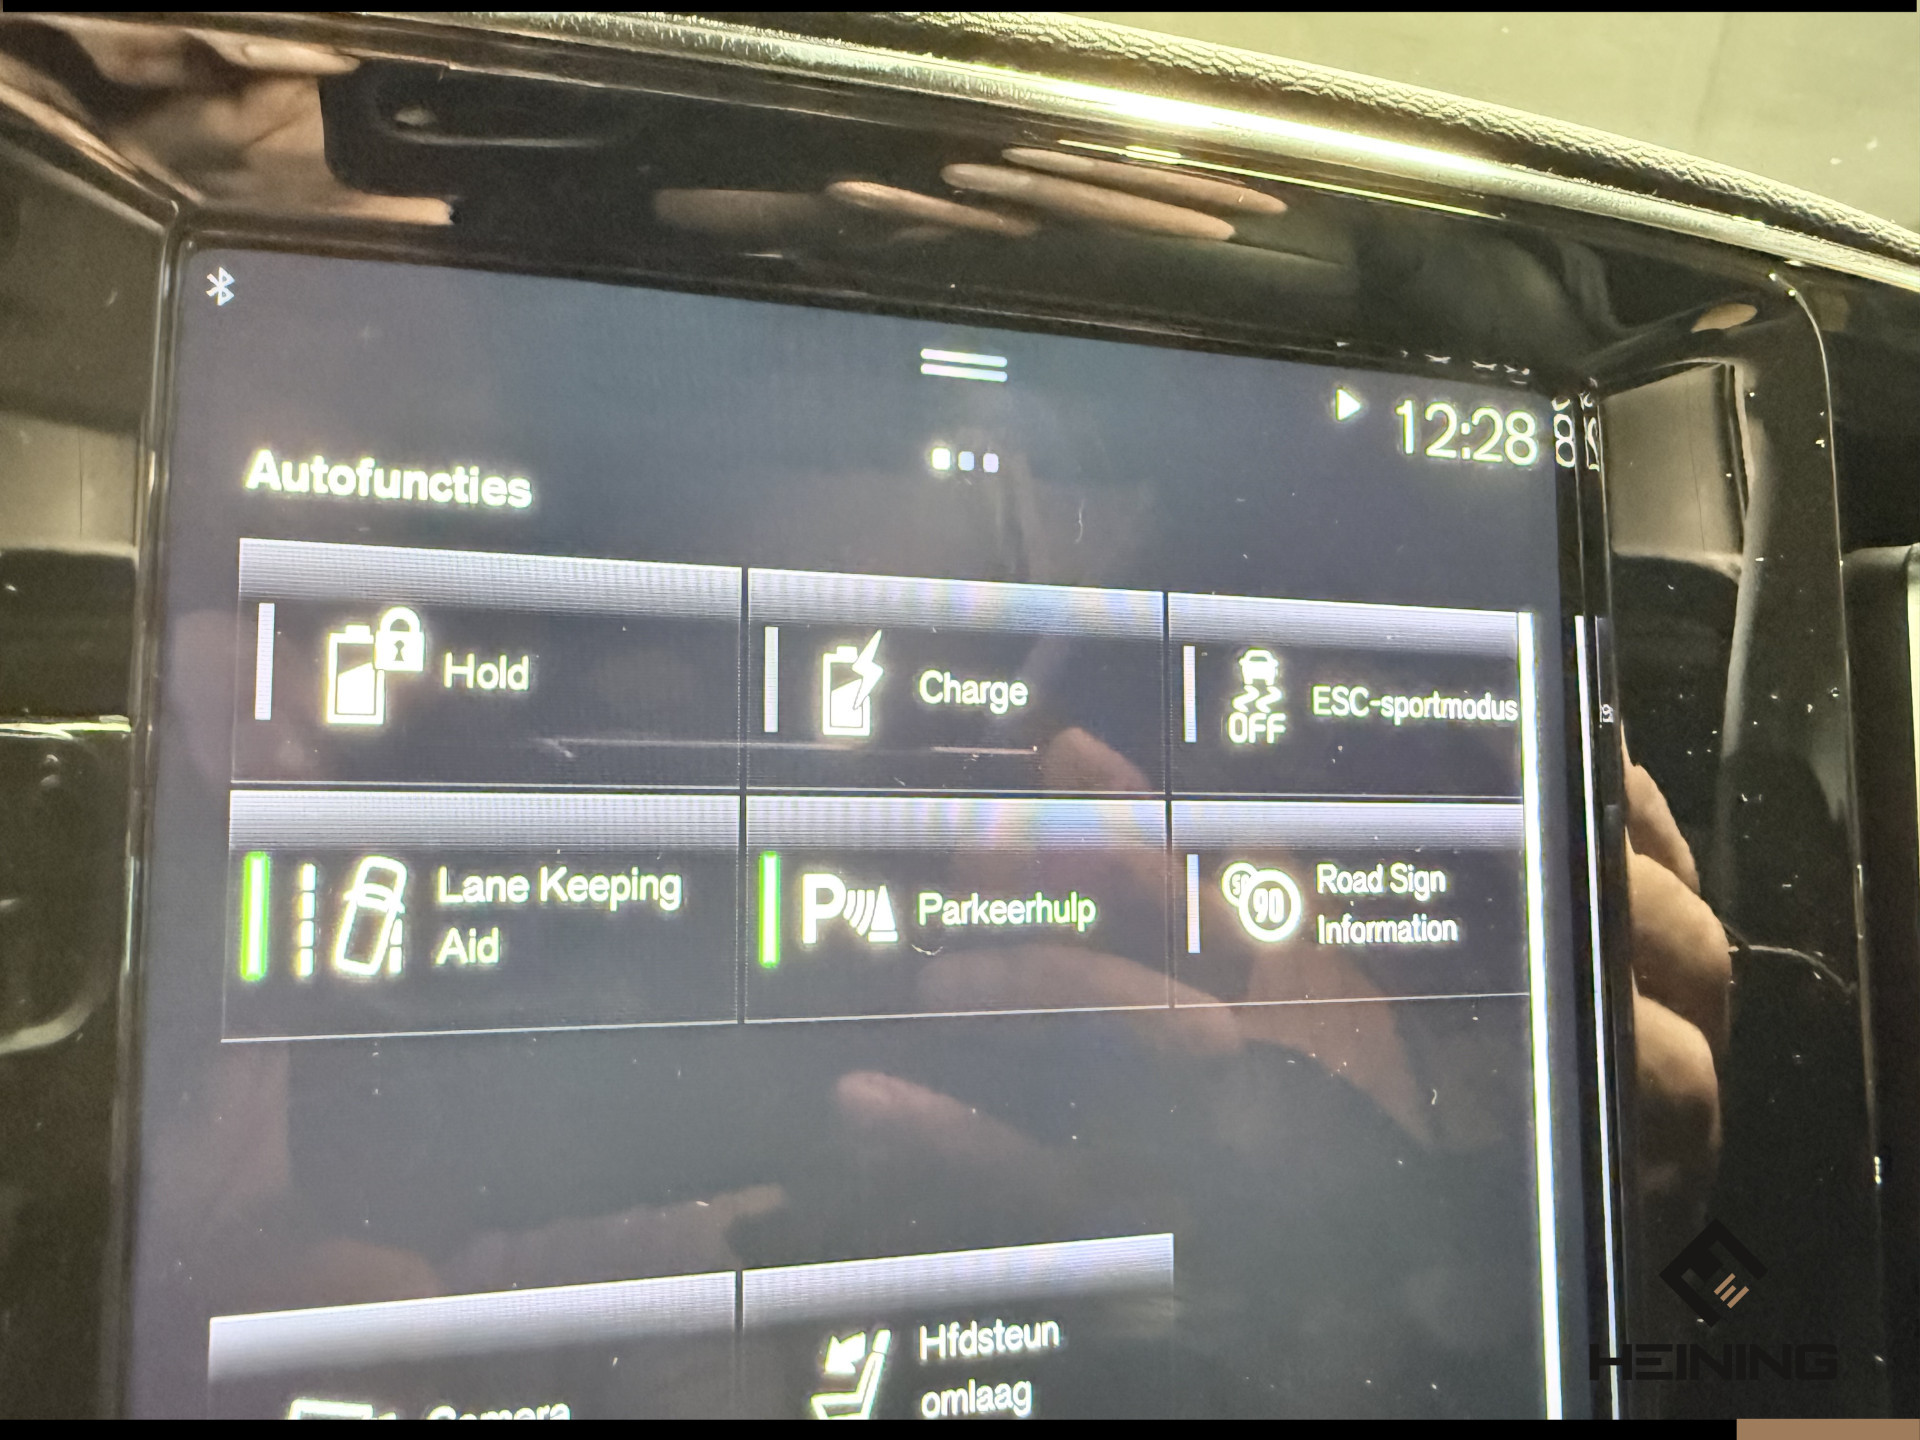 12:28
Autofuncties
Hold
Charge
OFF
ESC-sportmodus
Lane Keeping
Aid
P
Parkeerhulp
90
Road Sign
Information
Camera
Hfdsteun
omlaag
HEINING